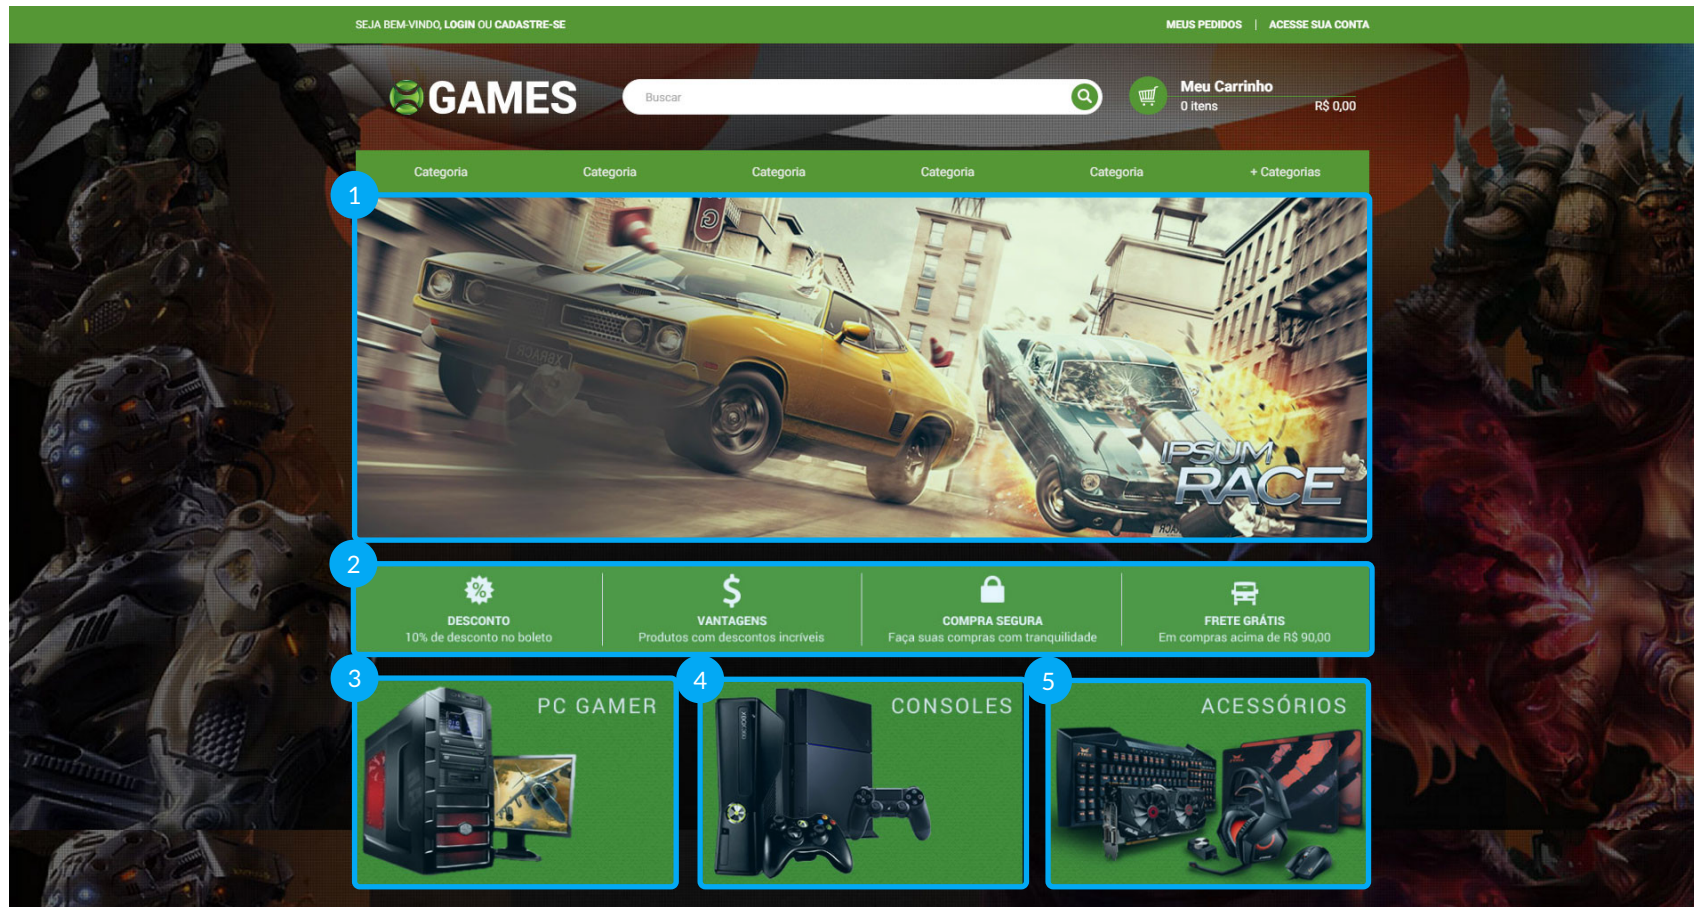 SEJA BEM-VINDO, LOGIN OU CADASTRE-SE
MEUS PEDIDOS | ACESSE SUA CONTA
GAMES
Buscar
Meu Carrinho
0 itens R$ 0,00
Categoria Categoria Categoria Categoria Categoria + Categorias
1
IPSUM
RACE
2
%
$
DESCONTO
10% de desconto no boleto
VANTAGENS
Produtos com descontos incríveis
COMPRA SEGURA
Faça suas compras com tranquilidade
FRETE GRÁTIS
Em compras acima de R$ 90,00
3
PC GAMER
4
CONSOLES
5
ACESSÓRIOS